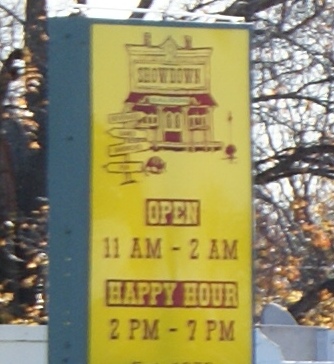 SHOWDOWN
OPEN
11 AM - 2 AM
HAPPY HOUR
2 PM - 7 PM